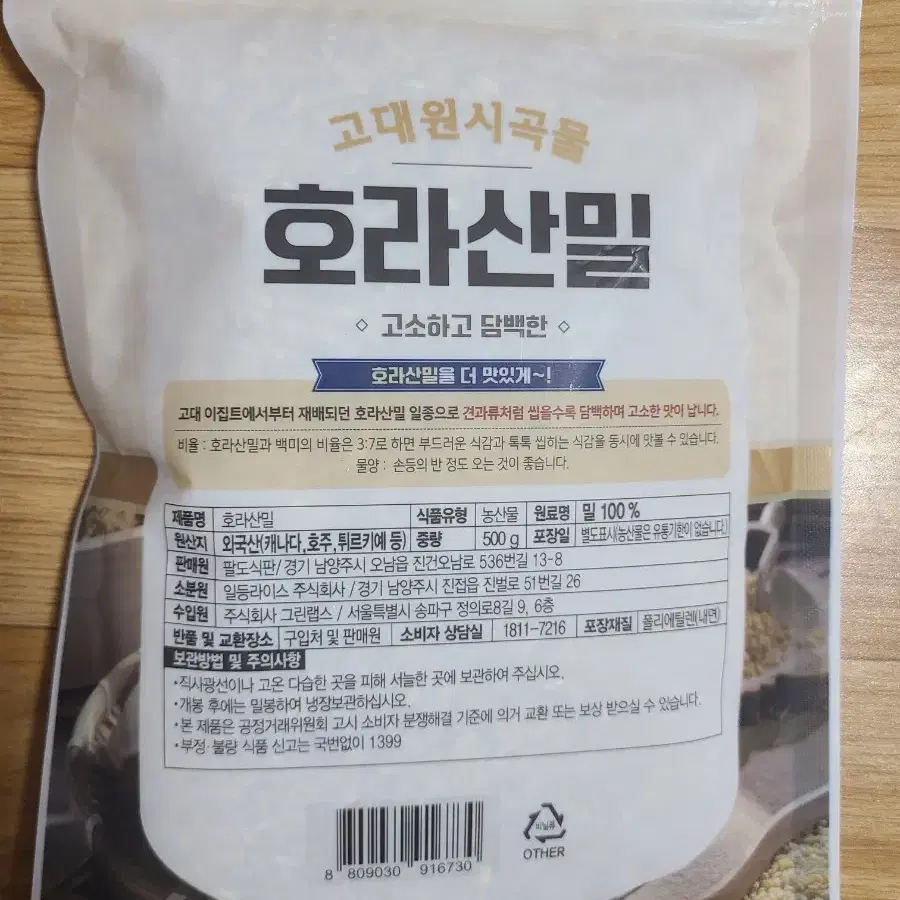 고대원시곡물
호라산밀
고소하고 담백한
호라산밀을 더 맛있게~!
고대 이집트에서부터 재배되던 호라산밀 일종으로 견과류처럼 씹을수록 담백하며 고소한 맛이 납니다.
비율 : 호라산밀과 백미의 비율은 3:7로 하면 부드러운 식감과 톡톡 씹하는 식감을 동시에 맛볼 수 있습니다.
물양 : 손등의 반 정도 오는 것이 좋습니다.
제품명 호라산밀 식품유형 농산물 원료명 밀 100 %
원산지 외국산(캐나다,호주,튀르키예 등) 중량 500 g 포장일 별도표시(농산물은 유통기한이 없습니다.)
판매원 팔도식판/ 경기 남양주시 오남읍 진건오남로 536번길 13-8
소분원 일등라이스 주식회사 / 경기 남양주시 진접읍 진벌로 51번길 26
수입원 주식회사 그린랩스 / 서울특별시 송파구 정의로8길 9, 6층
반품 및 교환장소 구입처 및 판매원 소비자 상담실 1811-7216 포장재질 폴리에틸렌(내면)
보관방법 및 주의사항
•직사광선이나 고온 다습한 곳을 피해 서늘한 곳에 보관하여 주십시오.
•개봉 후에는 밀봉하여 냉장보관하십시오.
•본 제품은 공정거래위원회 고시 소비자 분쟁해결 기준에 의거 교환 또는 보상 받으실 수 있습니다.
•부정·불량 식품 신고는 국번없이 1399
비닐류
OTHER
8 809030 916730